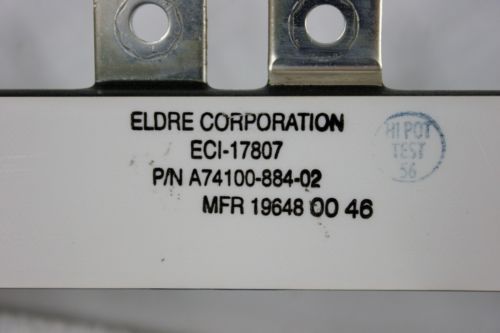 ELDRE CORPORATION
ECI-17807
P/N A74100-884-02
MFR 19648 00 46
HI POT
TEST
56